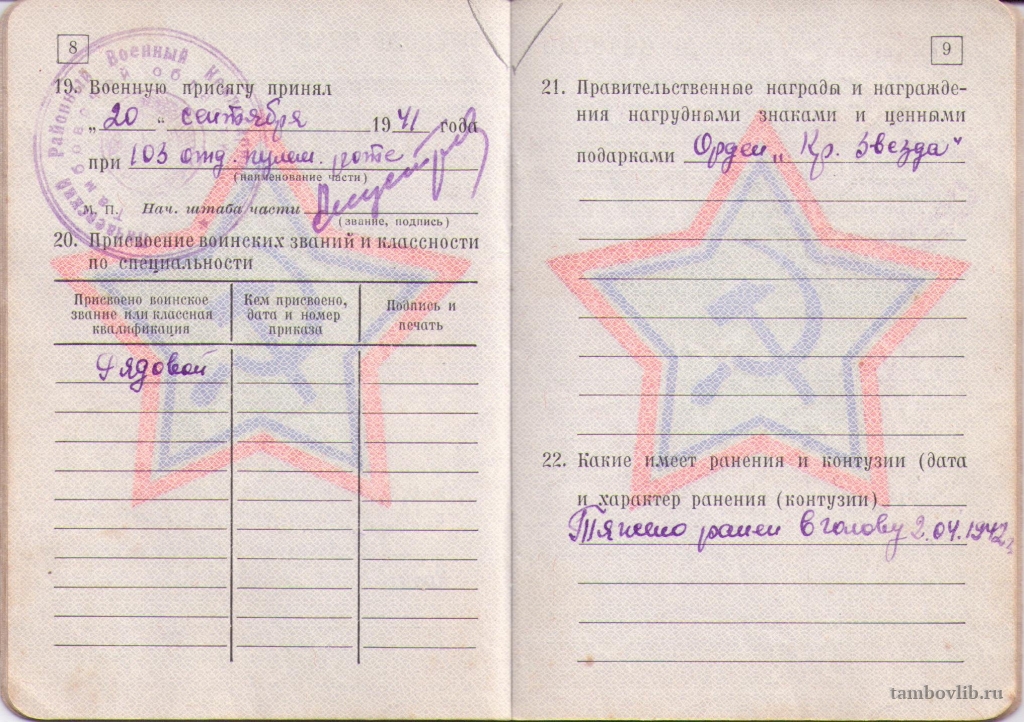 8
Районный Военный
19. Военную присягу принял
„20“ сентября 1941 года
при 103 отд. пулем. роте
(наименование части)
М. П. Нач. штаба части
(звание, подпись)
20. Присвоение воинских званий и классности
по специальности
Присвоено воинское
звание или классная
квалификация
Кем присвоено,
дата и номер
приказа
Подпись и
печать
Рядовой
9
21. Правительственные награды и награжде-
ния нагрудными знаками и ценными
подарками Орден „Кр. Звезда“
22. Какие имеет ранения и контузии (дата
и характер ранения (контузии)
Тяжело ранен в голову 2.04.1942г.
tambovlib.ru